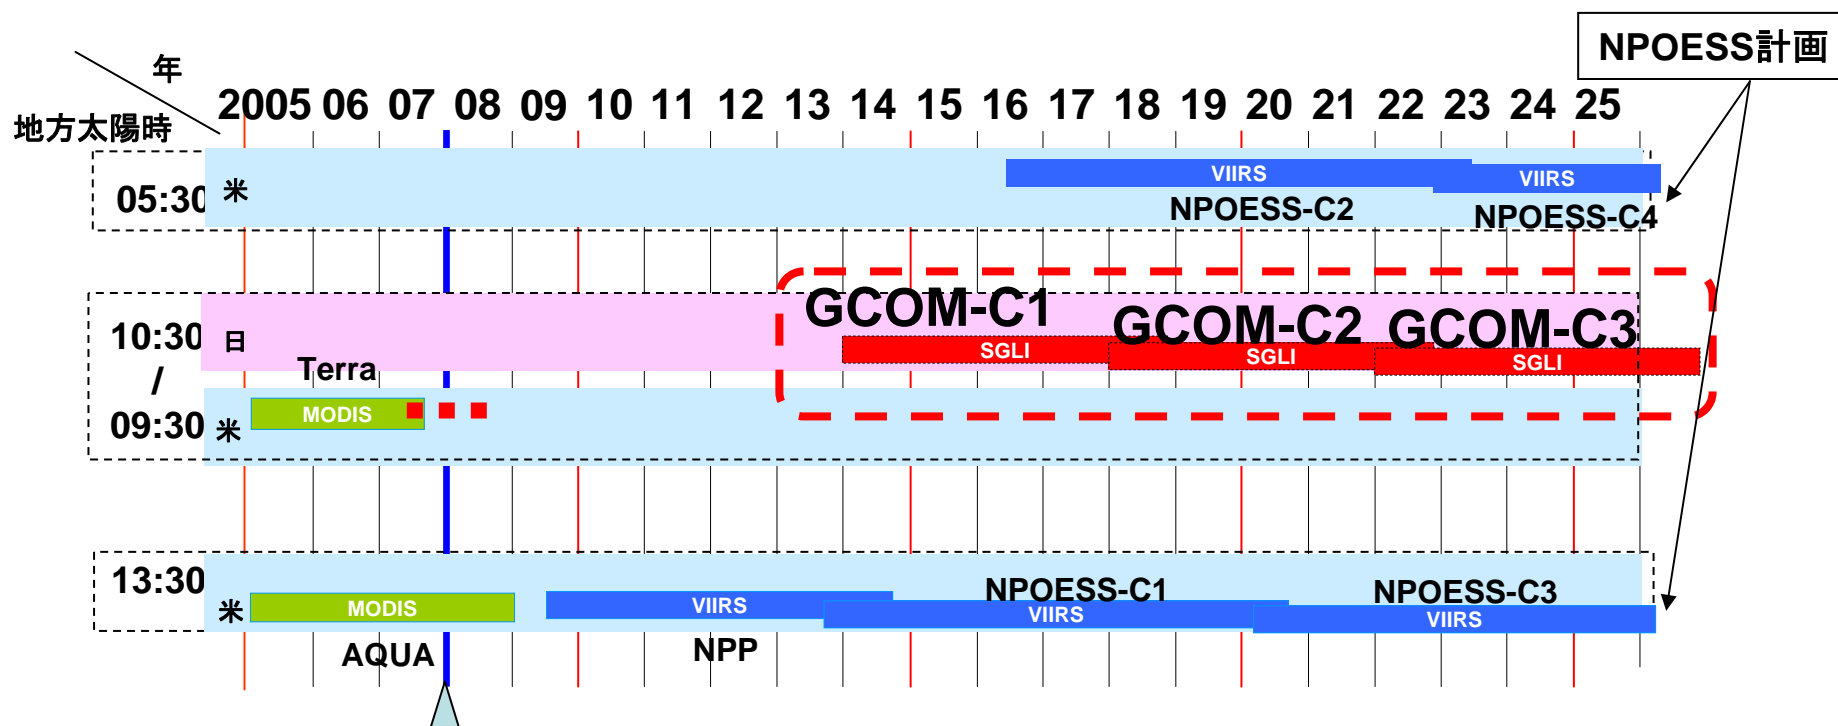 NPOESS計画
年
地方太陽時
2005 06 07 08 09 10 11 12 13 14 15 16 17 18 19 20 21 22 23 24 25
05:30 米
VIIRS VIIRS
NPOESS-C2 NPOESS-C4
GCOM-C1 GCOM-C2 GCOM-C3
10:30 日
SGLI SGLI SGLI
/
Terra
MODIS
09:30 米
13:30
NPOESS-C1 NPOESS-C3
米 MODIS VIIRS VIIRS VIIRS
AQUA NPP